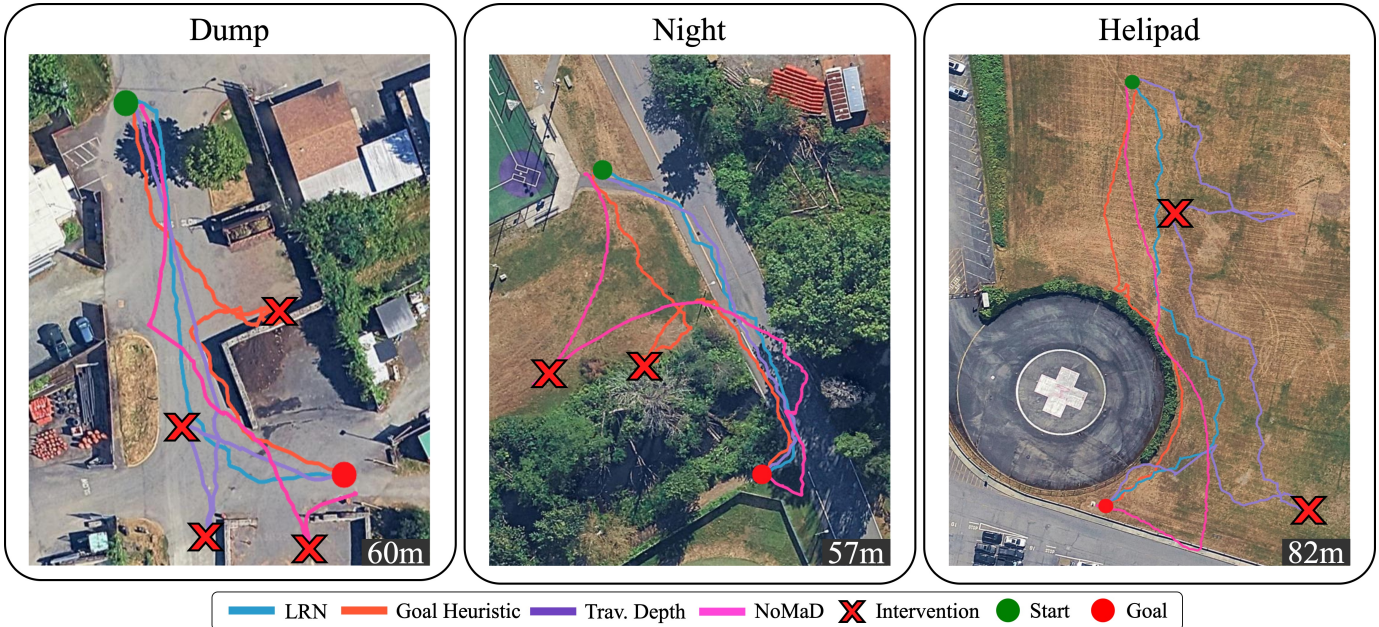 Dump
Night
Helipad
60m
57m
82m
LRN
Goal Heuristic
Trav. Depth
NoMaD
Intervention
Start
Goal